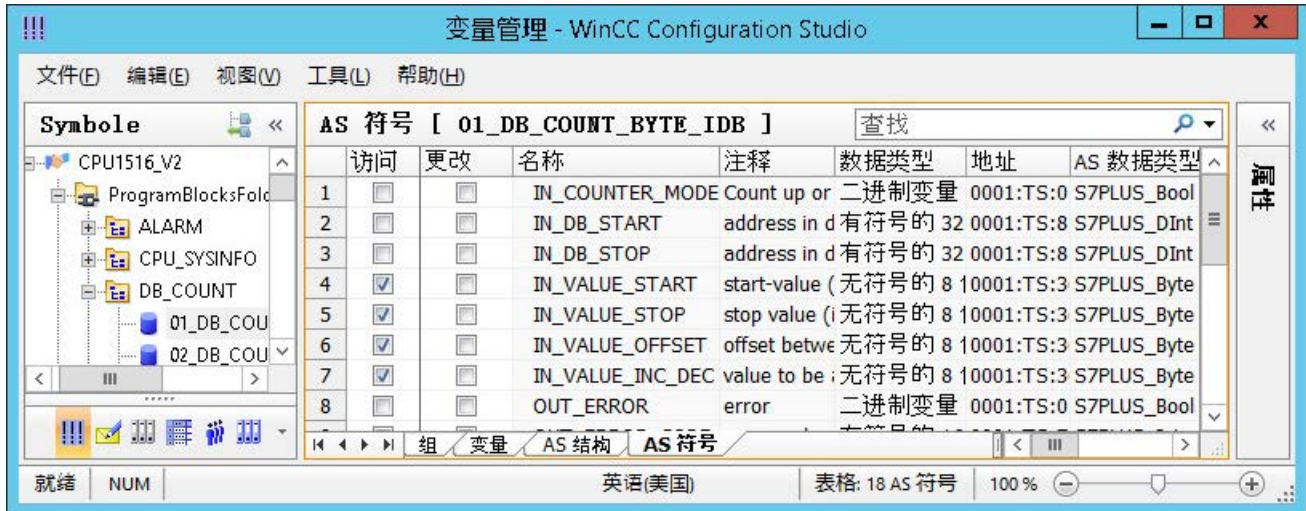 变量管理 - WinCC Configuration Studio
文件(F) 编辑(E) 视图(V) 工具(L) 帮助(H)
Symbole
AS 符号 [ 01_DB_COUNT_BYTE_IDB ] 查找
CPU1516_V2
ProgramBlocksFold
ALARM
CPU_SYSINFO
DB_COUNT
01_DB_COU
02_DB_COU
访问 更改 名称 注释 数据类型 地址 AS 数据类型
1 IN_COUNTER_MODE Count up or 二进制变量 0001:TS:0 S7PLUS_Bool
2 IN_DB_START address in d 有符号的 32 0001:TS:8 S7PLUS_DInt
3 IN_DB_STOP address in d 有符号的 32 0001:TS:8 S7PLUS_DInt
4 IN_VALUE_START start-value ( 无符号的 8 0001:TS:3 S7PLUS_Byte
5 IN_VALUE_STOP stop value (i 无符号的 8 0001:TS:3 S7PLUS_Byte
6 IN_VALUE_OFFSET offset betwe 无符号的 8 0001:TS:3 S7PLUS_Byte
7 IN_VALUE_INC_DEC value to be 无符号的 8 0001:TS:3 S7PLUS_Byte
8 OUT_ERROR error 二进制变量 0001:TS:0 S7PLUS_Bool
组 变量 AS 结构 AS 符号
属性
就绪 NUM 英语(美国) 表格: 18 AS 符号 100 %